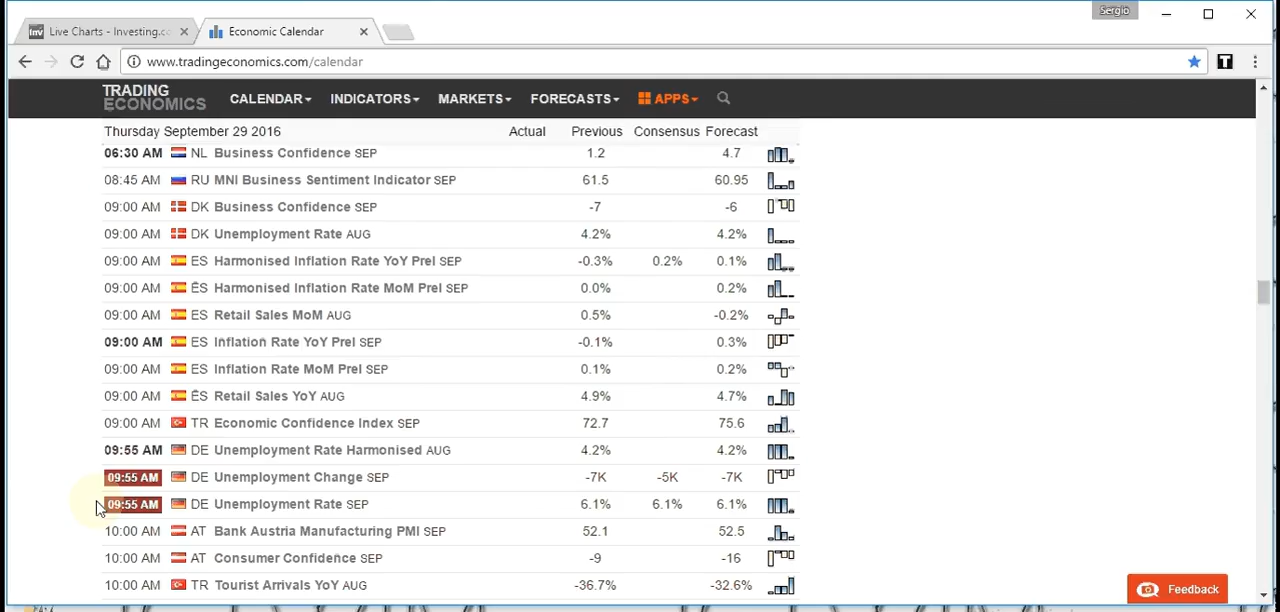 Sergio
Inv Live Charts - Investing.co
Economic Calendar
www.tradingeconomics.com/calendar
T
TRADING
ECONOMICS
CALENDAR INDICATORS MARKETS FORECASTS APPS
Thursday September 29 2016 Actual Previous Consensus Forecast
06:30 AM NL Business Confidence SEP 1.2 4.7
08:45 AM RU MNI Business Sentiment Indicator SEP 61.5 60.95
09:00 AM DK Business Confidence SEP -7 -6
09:00 AM DK Unemployment Rate AUG 4.2% 4.2%
09:00 AM ES Harmonised Inflation Rate YoY Prel SEP -0.3% 0.2% 0.1%
09:00 AM ES Harmonised Inflation Rate MoM Prel SEP 0.0% 0.2%
09:00 AM ES Retail Sales MoM AUG 0.5% -0.2%
09:00 AM ES Inflation Rate YoY Prel SEP -0.1% 0.3%
09:00 AM ES Inflation Rate MoM Prel SEP 0.1% 0.2%
09:00 AM ES Retail Sales YoY AUG 4.9% 4.7%
09:00 AM TR Economic Confidence Index SEP 72.7 75.6
09:55 AM DE Unemployment Rate Harmonised AUG 4.2% 4.2%
09:55 AM DE Unemployment Change SEP -7K -5K -7K
09:55 AM DE Unemployment Rate SEP 6.1% 6.1% 6.1%
10:00 AM AT Bank Austria Manufacturing PMI SEP 52.1 52.5
10:00 AM AT Consumer Confidence SEP -9 -16
10:00 AM TR Tourist Arrivals YoY AUG -36.7% -32.6%
Feedback